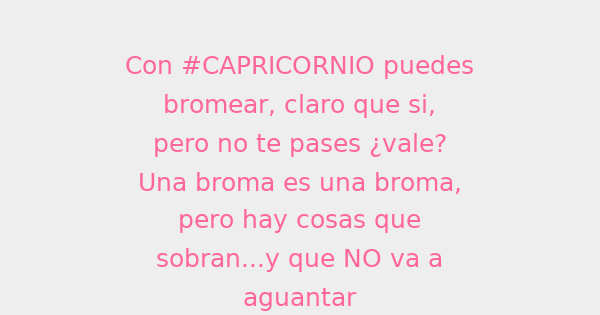 Con #CAPRICORNIO puedes
bromear, claro que si,
pero no te pases ¿vale?
Una broma es una broma,
pero hay cosas que
sobran...y que NO va a
aguantar